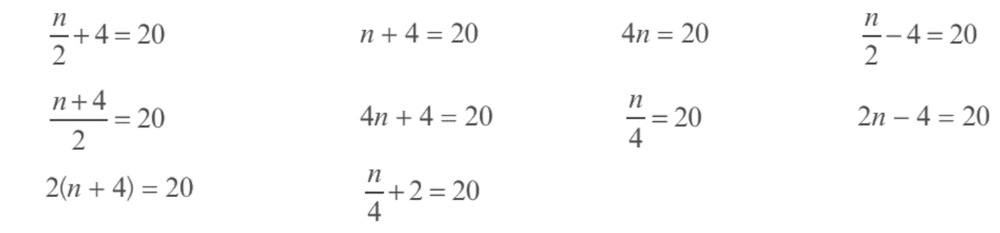 n/2 + 4 = 20    n + 4 = 20    4n = 20    n/2 − 4 = 20
(n + 4)/2 = 20    4n + 4 = 20    n/4 = 20    2n − 4 = 20
2(n + 4) = 20    n/4 + 2 = 20